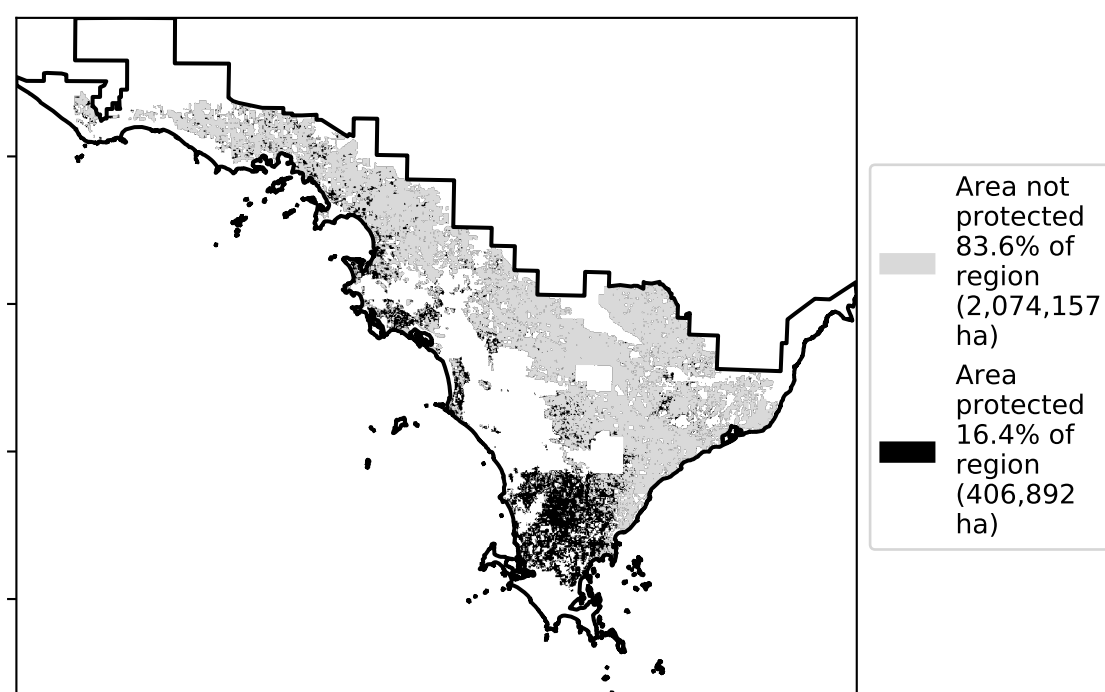 Area not
protected
83.6% of
region
(2,074,157
ha)
Area
protected
16.4% of
region
(406,892
ha)